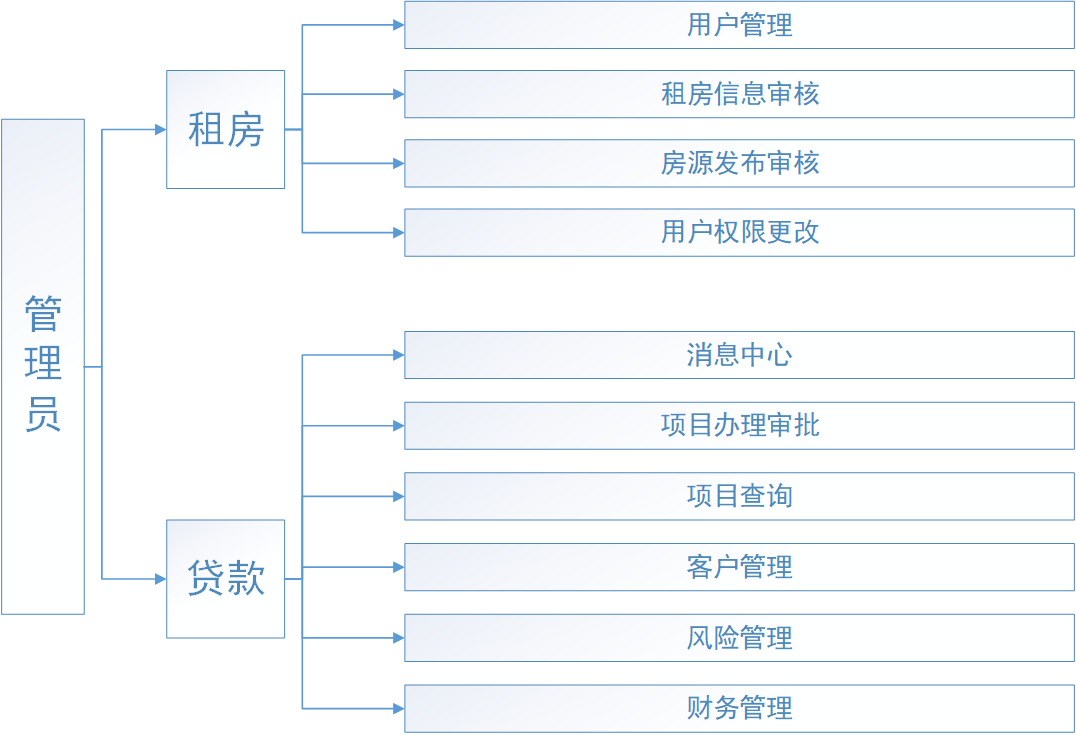 管理员
租房
用户管理
租房信息审核
房源发布审核
用户权限更改
贷款
消息中心
项目办理审批
项目查询
客户管理
风险管理
财务管理